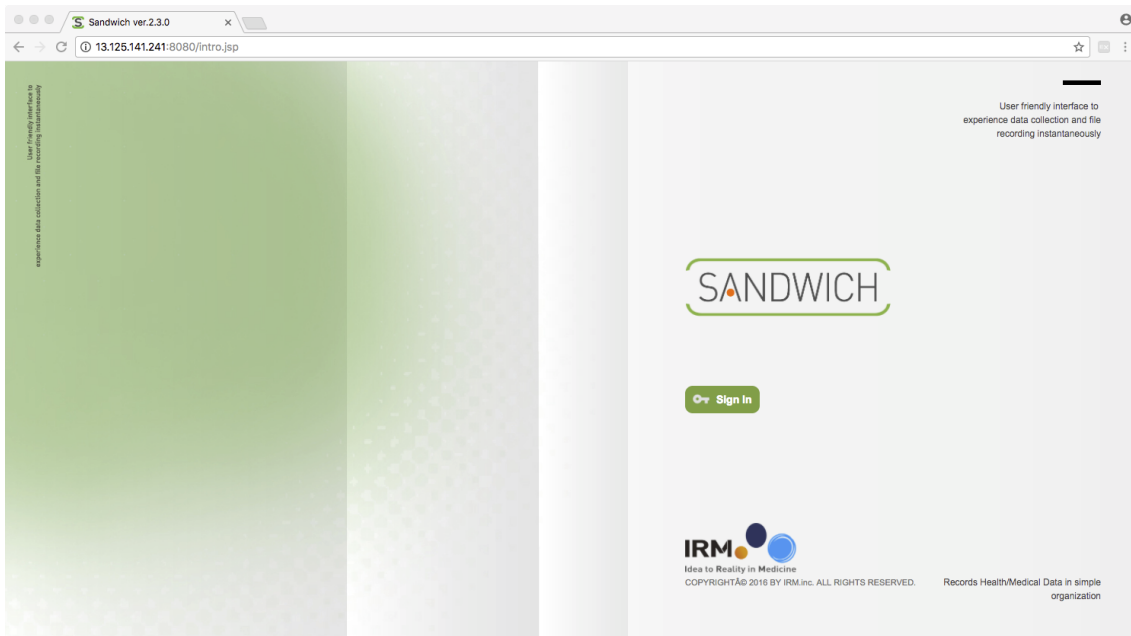 Sandwich ver.2.3.0
13.125.141.241:8080/intro.jsp
User friendly interface to
experience data collection and file recording instantaneously
User friendly interface to
experience data collection and file
recording instantaneously
SANDWICH
Sign In
IRM
Idea to Reality in Medicine
COPYRIGHTÂ© 2016 BY IRM.inc. ALL RIGHTS RESERVED.
Records Health/Medical Data in simple
organization